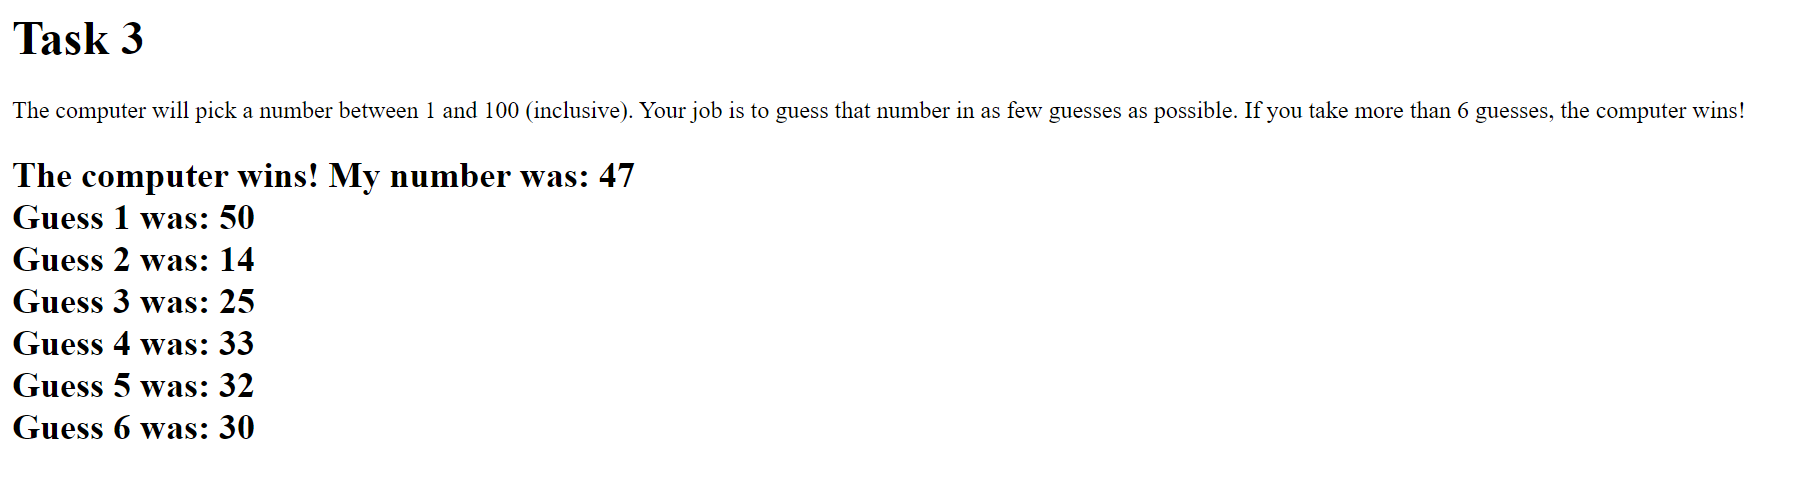 Task 3
The computer will pick a number between 1 and 100 (inclusive). Your job is to guess that number in as few guesses as possible. If you take more than 6 guesses, the computer wins!
The computer wins! My number was: 47
Guess 1 was: 50
Guess 2 was: 14
Guess 3 was: 25
Guess 4 was: 33
Guess 5 was: 32
Guess 6 was: 30